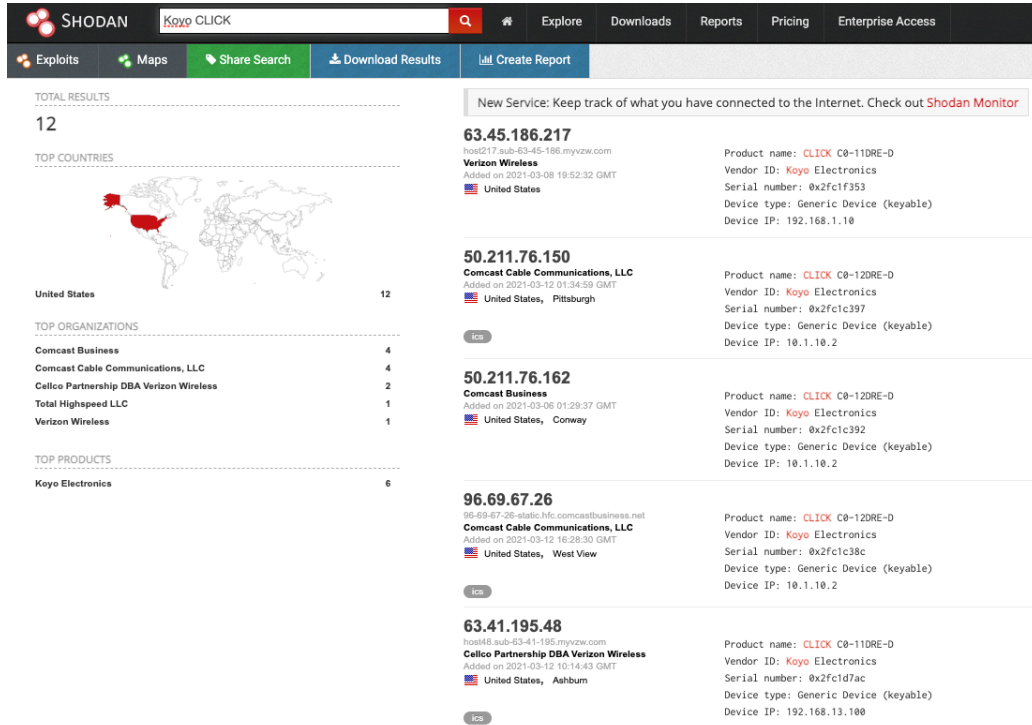 SHODAN
Koyo CLICK
Explore Downloads Reports Pricing Enterprise Access
Exploits Maps Share Search Download Results Create Report
TOTAL RESULTS
12
TOP COUNTRIES
United States 12
TOP ORGANIZATIONS
Comcast Business 4
Comcast Cable Communications, LLC 4
Cellco Partnership DBA Verizon Wireless 2
Total Highspeed LLC 1
Verizon Wireless 1
TOP PRODUCTS
Koyo Electronics 6
New Service: Keep track of what you have connected to the Internet. Check out Shodan Monitor
63.45.186.217
host217.sub-63-45-186.myvzw.com
Verizon Wireless
Added on 2021-03-08 19:52:32 GMT
United States
Product name: CLICK C0-11DRE-D
Vendor ID: Koyo Electronics
Serial number: 0x2fc1f353
Device type: Generic Device (keyable)
Device IP: 192.168.1.10
50.211.76.150
Comcast Cable Communications, LLC
Added on 2021-03-12 01:34:59 GMT
United States, Pittsburgh
ics
Product name: CLICK C0-12DRE-D
Vendor ID: Koyo Electronics
Serial number: 0x2fc1c397
Device type: Generic Device (keyable)
Device IP: 10.1.10.2
50.211.76.162
Comcast Business
Added on 2021-03-06 01:29:37 GMT
United States, Conway
Product name: CLICK C0-12DRE-D
Vendor ID: Koyo Electronics
Serial number: 0x2fc1c392
Device type: Generic Device (keyable)
Device IP: 10.1.10.2
96.69.67.26
96-69-67-26-static.hfc.comcastbusiness.net
Comcast Cable Communications, LLC
Added on 2021-03-12 16:28:30 GMT
United States, West View
ics
Product name: CLICK C0-12DRE-D
Vendor ID: Koyo Electronics
Serial number: 0x2fc1c38c
Device type: Generic Device (keyable)
Device IP: 10.1.10.2
63.41.195.48
host48.sub-63-41-195.myvzw.com
Cellco Partnership DBA Verizon Wireless
Added on 2021-03-12 10:14:43 GMT
United States, Ashburn
ics
Product name: CLICK C0-11DRE-D
Vendor ID: Koyo Electronics
Serial number: 0x2fc1d7ac
Device type: Generic Device (keyable)
Device IP: 192.168.13.100